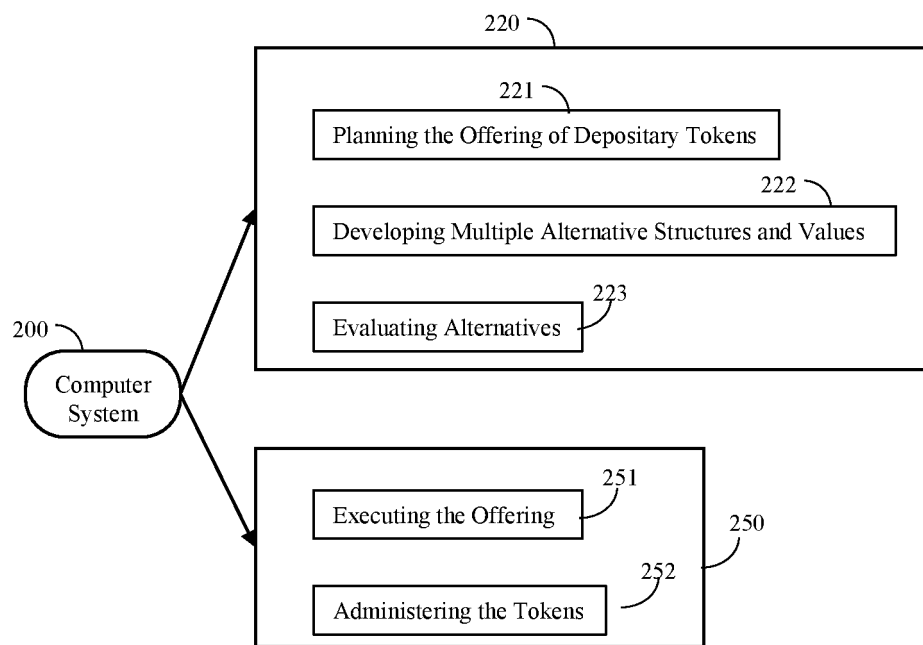 220
221
Planning the Offering of Depositary Tokens
222
Developing Multiple Alternative Structures and Values
223
Evaluating Alternatives
200
Computer
System
251
Executing the Offering
250
252
Administering the Tokens